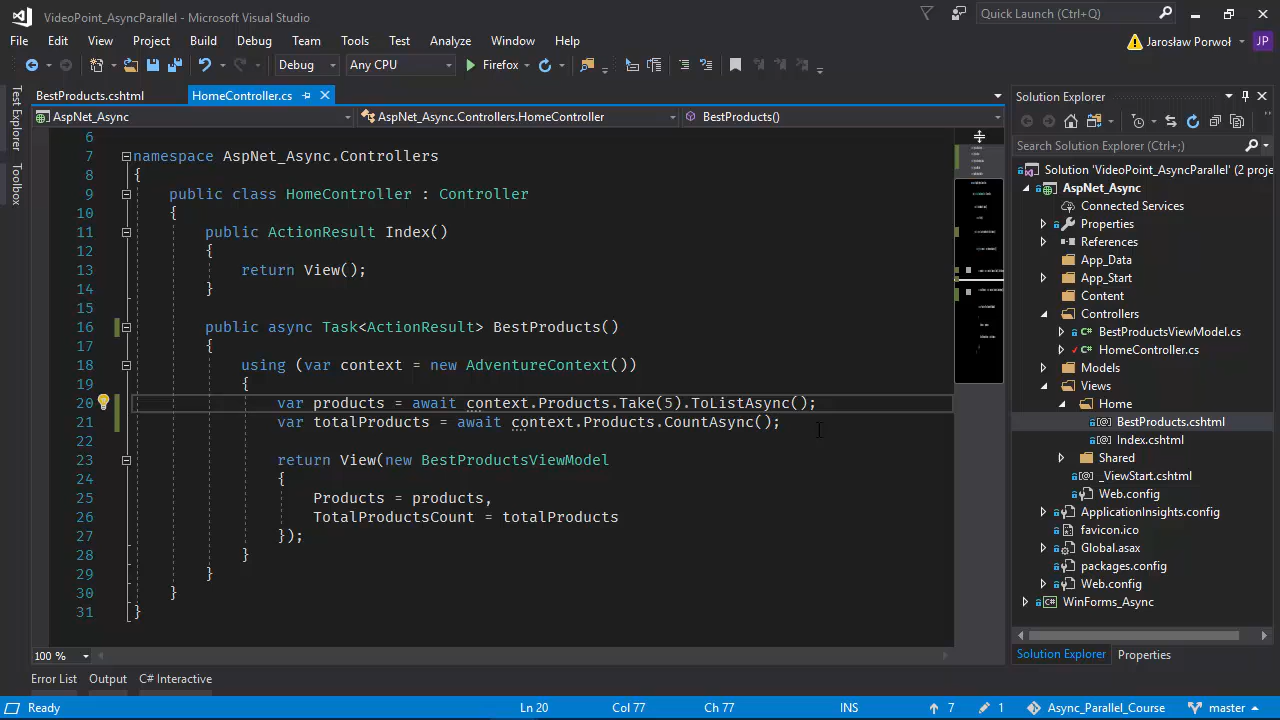 VideoPoint_AsyncParallel - Microsoft Visual Studio
Quick Launch (Ctrl+Q)
File Edit View Project Build Debug Team Tools Test Analyze Window Help
Jarosław Porwoł JP
Debug Any CPU Firefox
BestProducts.cshtml HomeController.cs
AspNet_Async AspNet_Async.Controllers.HomeController BestProducts()
Test Explorer
Toolbox
6
7 namespace AspNet_Async.Controllers
8 {
9 public class HomeController : Controller
10 {
11 public ActionResult Index()
12 {
13 return View();
14 }
15
16 public async Task<ActionResult> BestProducts()
17 {
18 using (var context = new AdventureContext())
19 {
20 var products = await context.Products.Take(5).ToListAsync();
21 var totalProducts = await context.Products.CountAsync();
22
23 return View(new BestProductsViewModel
24 {
25 Products = products,
26 TotalProductsCount = totalProducts
27 });
28 }
29 }
30 }
31 }
100 %
Solution Explorer
Search Solution Explorer (Ctrl+;)
Solution 'VideoPoint_AsyncParallel' (2 proje
AspNet_Async
Connected Services
Properties
References
App_Data
App_Start
Content
Controllers
BestProductsViewModel.cs
HomeController.cs
Models
Views
Home
BestProducts.cshtml
Index.cshtml
Shared
_ViewStart.cshtml
Web.config
ApplicationInsights.config
favicon.ico
Global.asax
packages.config
Web.config
WinForms_Async
Solution Explorer Properties
Error List Output C# Interactive
Ready Ln 20 Col 77 Ch 77 INS 7 1 Async_Parallel_Course master